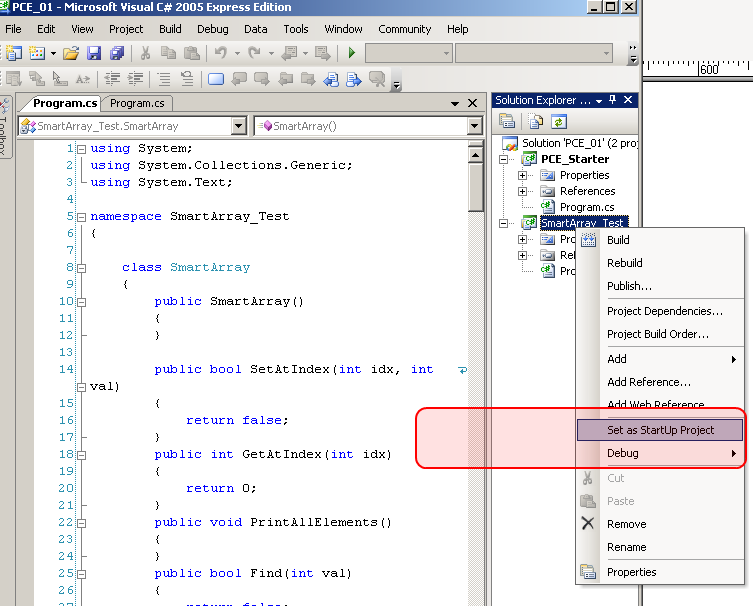 PCE_01 - Microsoft Visual C# 2005 Express Edition
File Edit View Project Build Debug Data Tools Window Community Help
600
Toolbox
Program.cs Program.cs
SmartArray_Test.SmartArray SmartArray()
1 using System;
2 using System.Collections.Generic;
3 using System.Text;
4
5 namespace SmartArray_Test
6 {
7
8 class SmartArray
9 {
10 public SmartArray()
11 {
12 }
13
14 public bool SetAtIndex(int idx, int
val)
15 {
16 return false;
17 }
18 public int GetAtIndex(int idx)
19 {
20 return 0;
21 }
22 public void PrintAllElements()
23 {
24 }
25 public bool Find(int val)
26 {
27 return false;
Solution Explorer ...
Solution 'PCE_01' (2 proj
PCE_Starter
Properties
References
Program.cs
SmartArray_Test
Pro
Re
Pro
Build
Rebuild
Publish...
Project Dependencies...
Project Build Order...
Add
Add Reference...
Add Web Reference
Set as StartUp Project
Debug
Cut
Paste
Remove
Rename
Properties